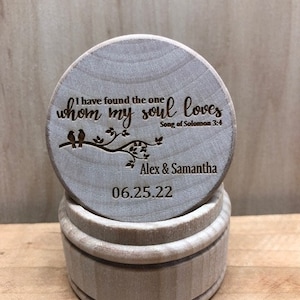 I have found the one
whom my soul loves
Song of Solomon 3:4
Alex & Samantha
06.25.22